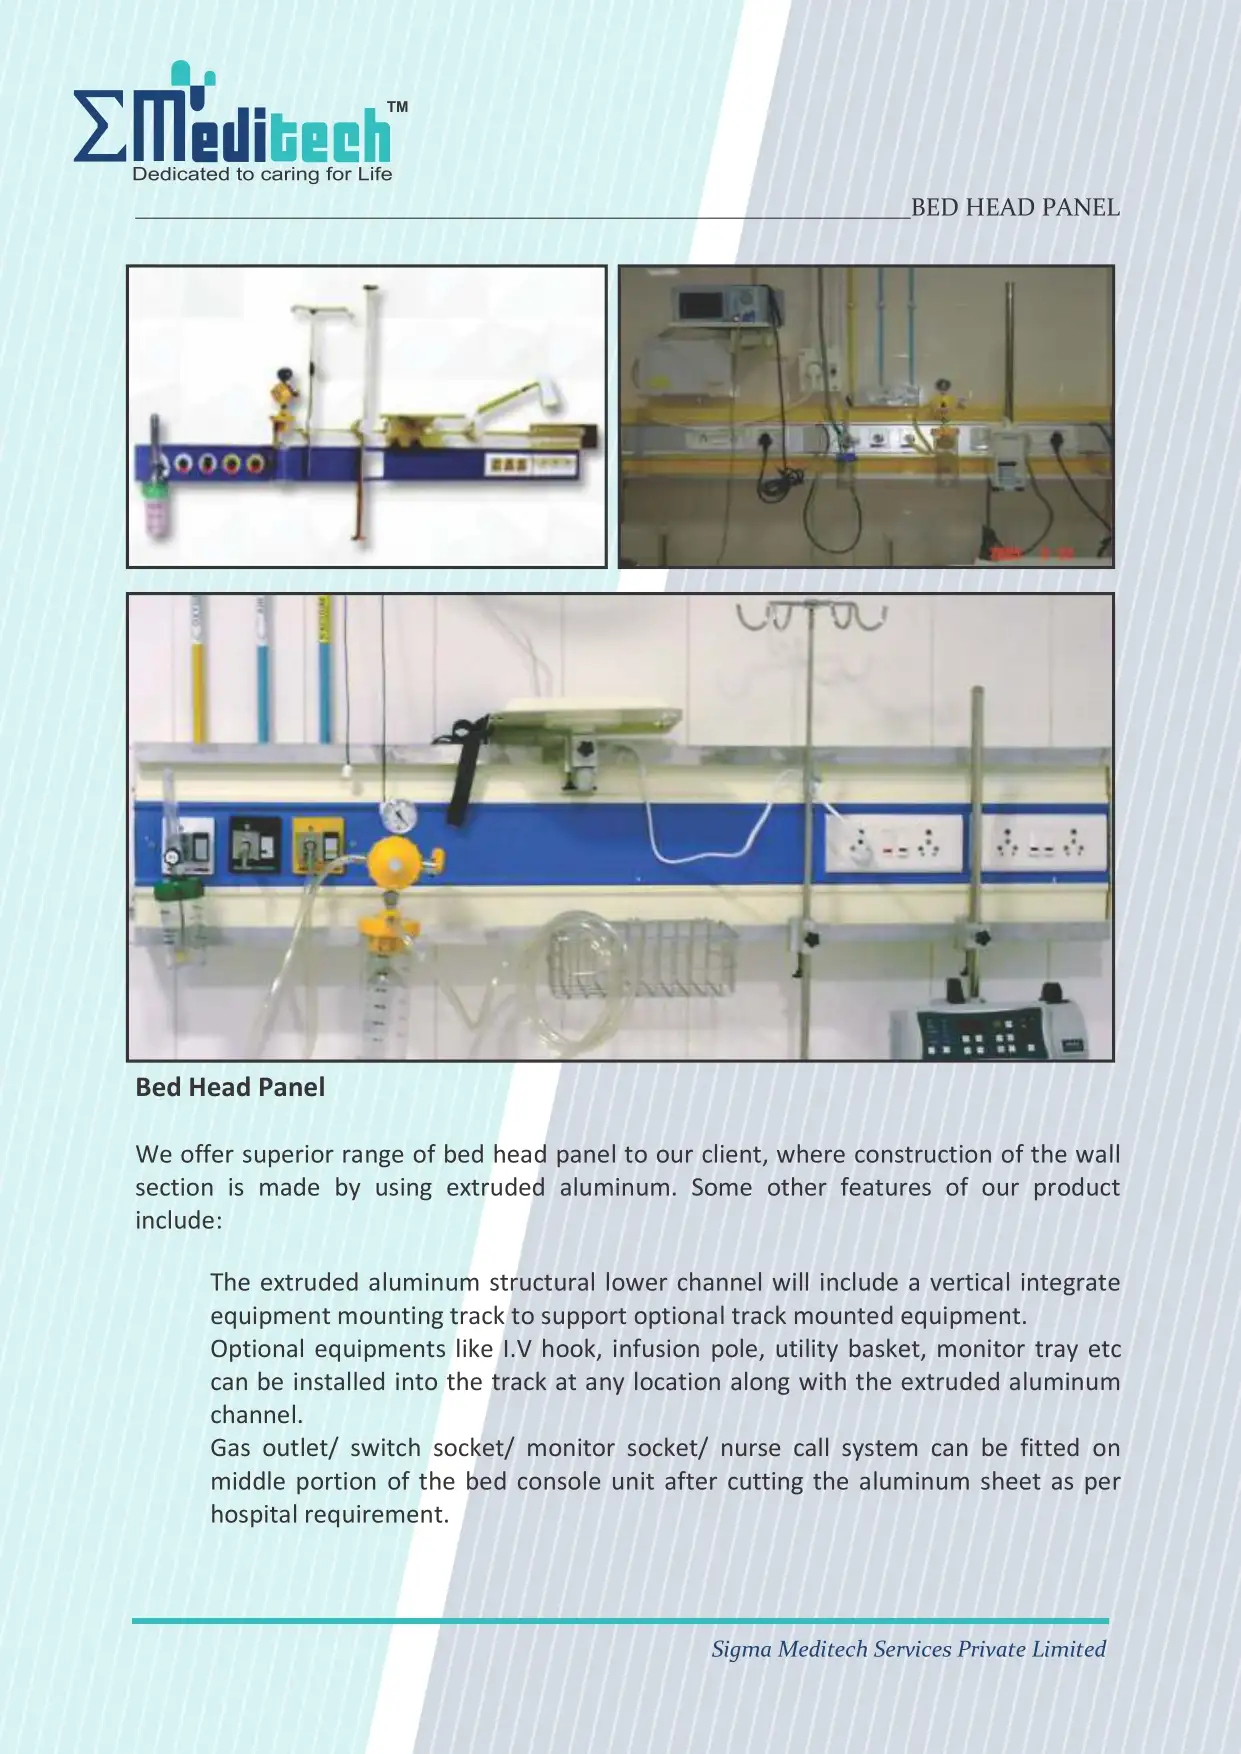 ΣMeditech™
Dedicated to caring for Life
BED HEAD PANEL
Bed Head Panel
We offer superior range of bed head panel to our client, where construction of the wall
section is made by using extruded aluminum. Some other features of our product
include:
The extruded aluminum structural lower channel will include a vertical integrate
equipment mounting track to support optional track mounted equipment.
Optional equipments like I.V hook, infusion pole, utility basket, monitor tray etc
can be installed into the track at any location along with the extruded aluminum
channel.
Gas outlet/ switch socket/ monitor socket/ nurse call system can be fitted on
middle portion of the bed console unit after cutting the aluminum sheet as per
hospital requirement.
Sigma Meditech Services Private Limited